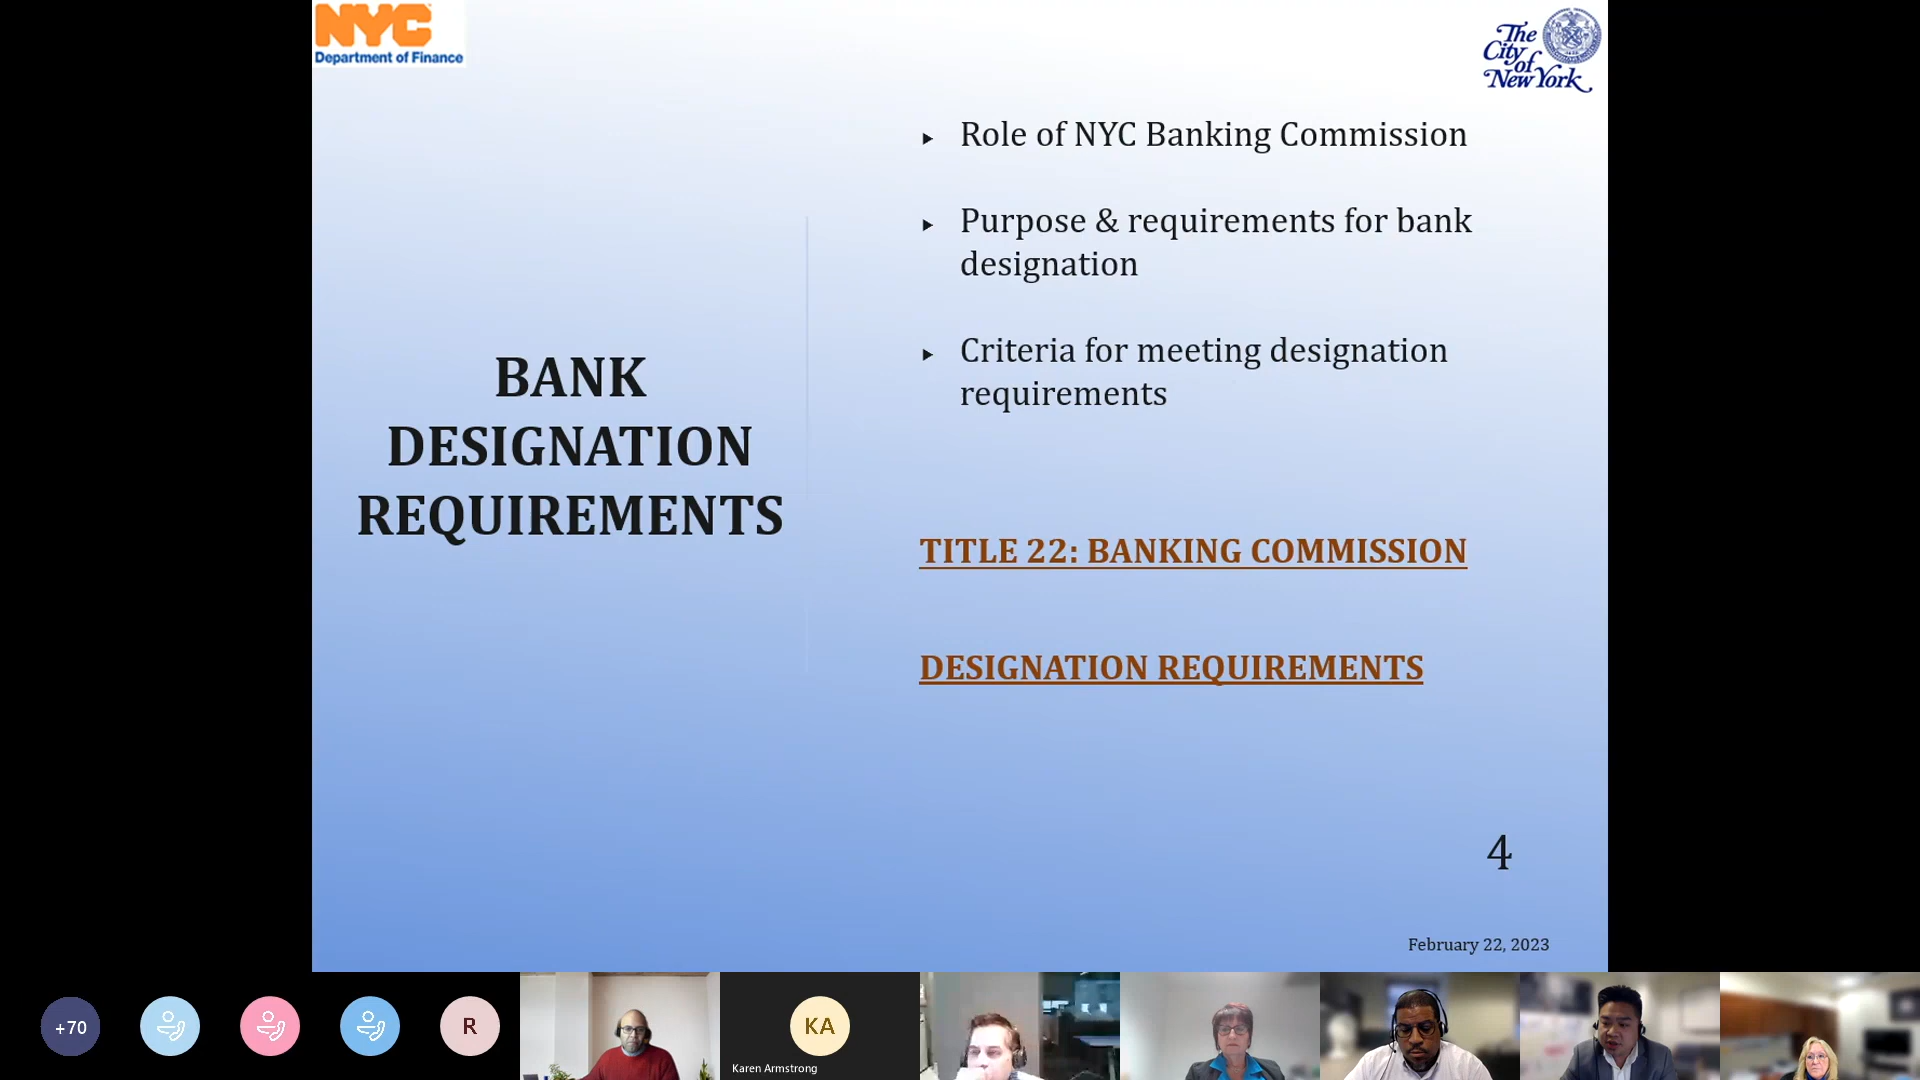 NYC
Department of Finance
The
City
of
New York
BANK
DESIGNATION
REQUIREMENTS
Role of NYC Banking Commission
Purpose & requirements for bank
designation
Criteria for meeting designation
requirements
TITLE 22: BANKING COMMISSION
DESIGNATION REQUIREMENTS
4
February 22, 2023
+70
R
KA
Karen Armstrong